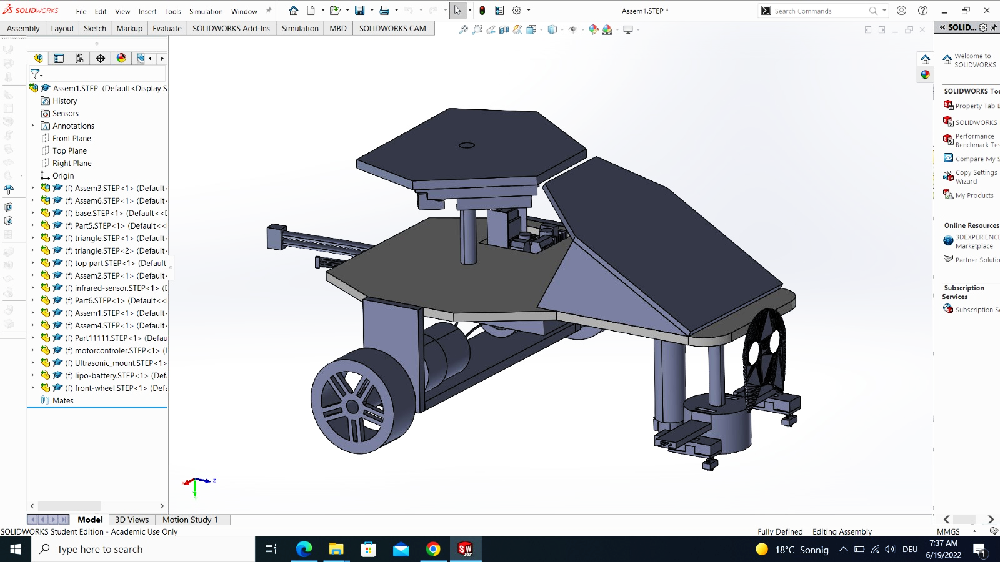 SOLIDWORKS File Edit View Insert Tools Simulation Window Assem1.STEP * Search Commands
Assembly Layout Sketch Markup Evaluate SOLIDWORKS Add-Ins Simulation MBD SOLIDWORKS CAM
SOLID...
Welcome to
SOLIDWORKS
SOLIDWORKS Too
Property Tab B
SOLIDWORKS
Performance
Benchmark Tes
Compare My S
Copy Settings
Wizard
My Products
Online Resources
3DEXPERIENCE
Marketplace
Partner Solutio
Subscription
Services
Subscription Se
Assem1.STEP (Default<Display S
History
Sensors
Annotations
Front Plane
Top Plane
Right Plane
Origin
(f) Assem3.STEP<1> (Default<
(f) Assem6.STEP<1> (Default<
(f) base.STEP<1> (Default<<D
(f) Part5.STEP<1> (Default<<D
(f) triangle.STEP<1> (Default<
(f) triangle.STEP<2> (Default<
(f) top part.STEP<1> (Default
(f) Assem2.STEP<1> (Default<
(f) infrared-sensor.STEP<1> (D
(f) Part6.STEP<1> (Default<<
(f) Assem1.STEP<1> (Default<
(f) Assem4.STEP<1> (Default<
(f) Part11111.STEP<1> (Defau
(f) motorcontroler.STEP<1> (D
(f) Ultrasonic_mount.STEP<1>
(f) lipo-battery.STEP<1> (Def
(f) front-wheel.STEP<1> (Defa
Mates
Z
Model 3D Views Motion Study 1
SOLIDWORKS Student Edition - Academic Use Only Fully Defined Editing Assembly MMGS
Type here to search 18°C Sonnig DEU 7:37 AM
6/19/2022
1
SW
2021